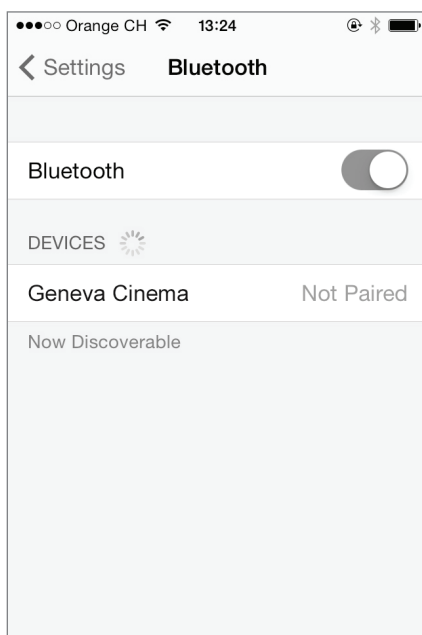 Orange CH 13:24
Settings Bluetooth
Bluetooth
DEVICES
Geneva Cinema Not Paired
Now Discoverable